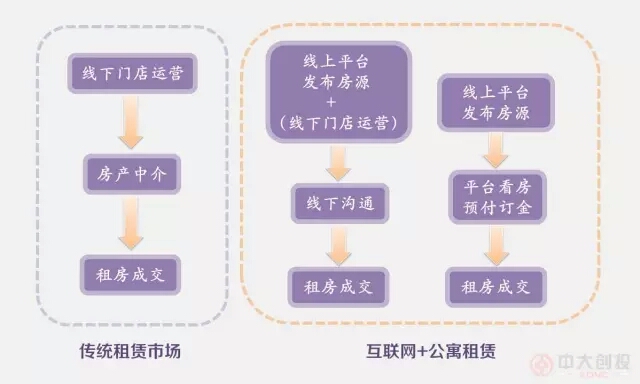 线下门店运营
房产中介
租房成交
传统租赁市场
线上平台
发布房源
+
(线下门店运营)
线下沟通
租房成交
线上平台
发布房源
平台看房
预付订金
租房成交
互联网+公寓租赁
中大创投